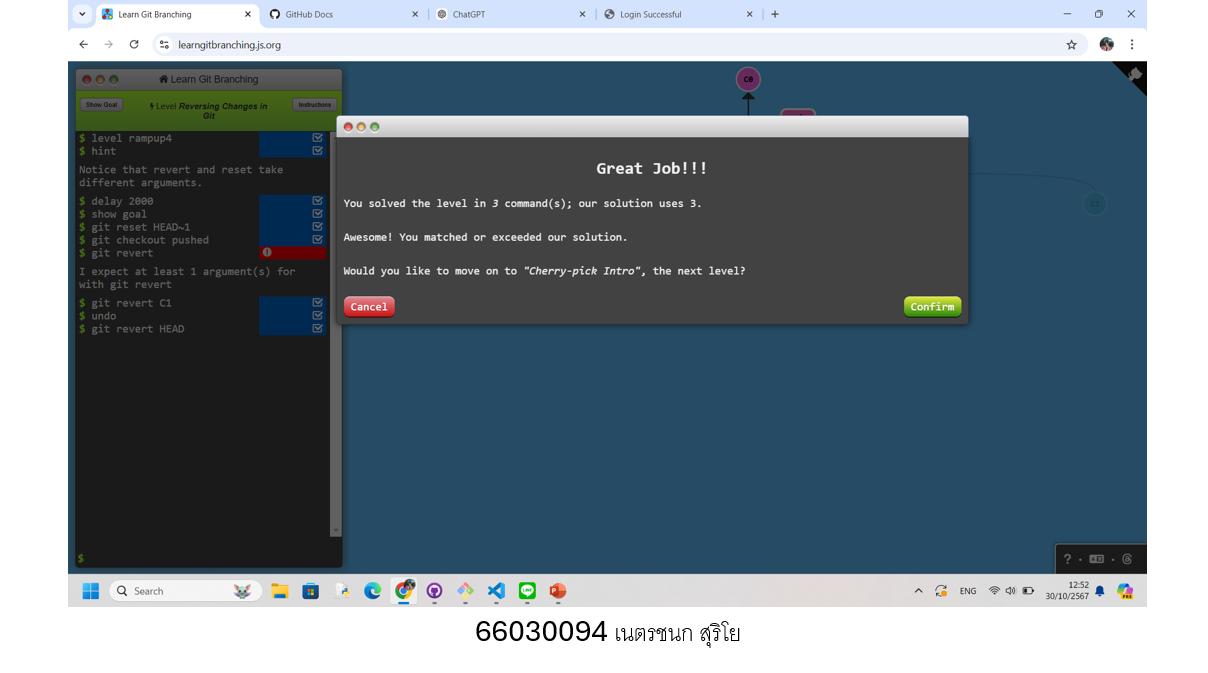 Learn Git Branching
GitHub Docs
ChatGPT
Login Successful
learngitbranching.js.org
Learn Git Branching
Show Goal
Level Reversing Changes in Git
Instructions
$ level rampup4
$ hint
Notice that revert and reset take
different arguments.
$ delay 2000
$ show goal
$ git reset HEAD~1
$ git checkout pushed
$ git revert
I expect at least 1 argument(s) for
with git revert
$ git revert C1
$ undo
$ git revert HEAD
$
C0
Great Job!!!
You solved the level in 3 command(s); our solution uses 3.
Awesome! You matched or exceeded our solution.
Would you like to move on to "Cherry-pick Intro", the next level?
Cancel
Confirm
Search
ENG
12:52
30/10/2567
PRE
66030094 เนตรชนก สุริโย